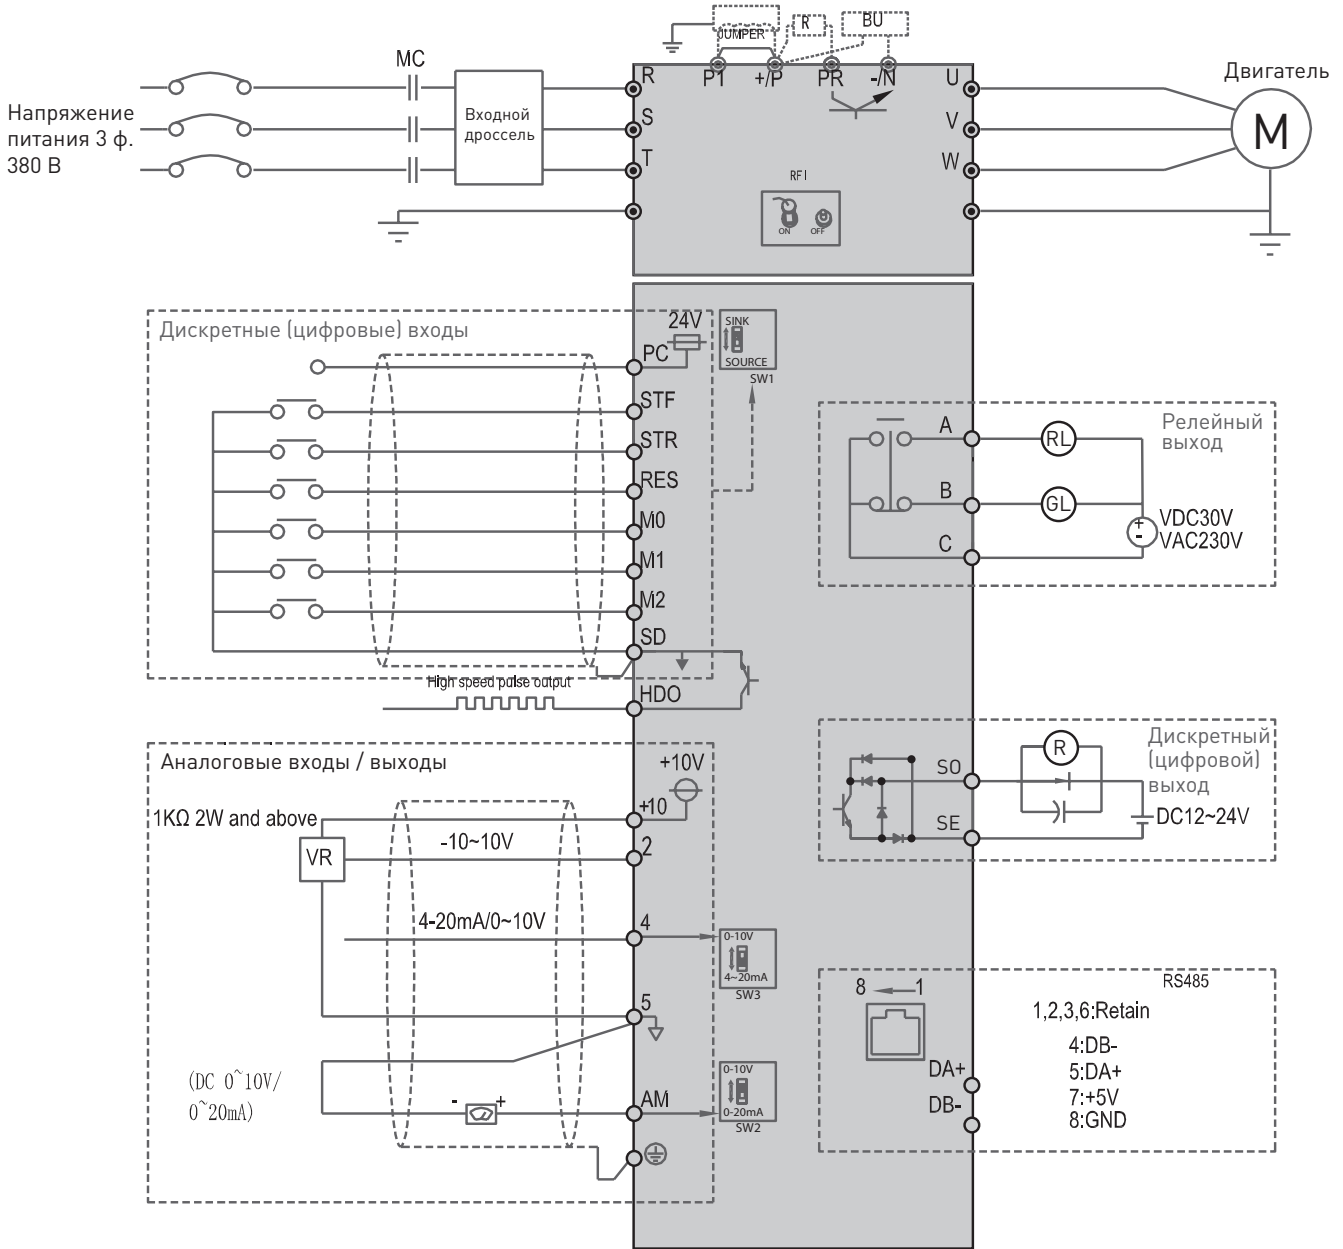 JUMPER
R
BU
P1
+/P
PR
-/N
MC
Напряжение
питания 3 ф.
380 В
Входной
дроссель
R
S
T
U
V
W
Двигатель
M
RFI
ON
OFF
Дискретные (цифровые) входы
24V
PC
SINK
SOURCE
SW1
STF
STR
RES
M0
M1
M2
SD
High speed pulse output
HDO
A
B
C
RL
GL
Релейный
выход
VDC30V
VAC230V
+
-
Аналоговые входы / выходы
+10V
+10
1KΩ 2W and above
VR
-10~10V
2
4-20mA/0~10V
4
0-10V
4~20mA
SW3
5
(DC 0~10V/
0~20mA)
-
+
AM
0-10V
0-20mA
SW2
SO
SE
R
Дискретный
(цифровой)
выход
DC12~24V
RS485
8
1
1,2,3,6:Retain
4:DB-
5:DA+
7:+5V
8:GND
DA+
DB-